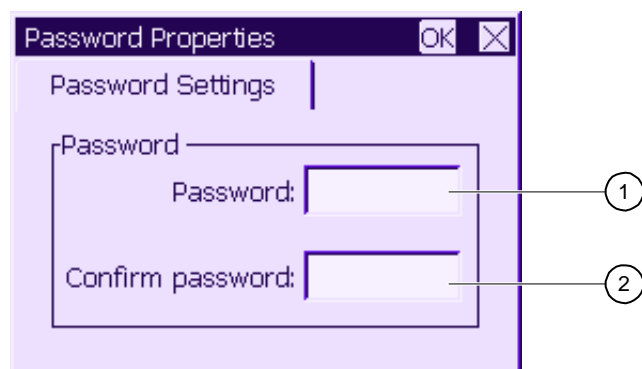 Password Properties OK X
Password Settings
Password
Password: 1
Confirm password: 2